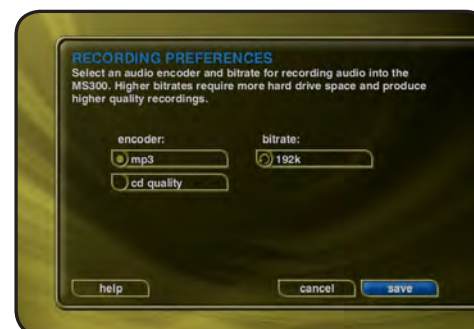 RECORDING PREFERENCES
Select an audio encoder and bitrate for recording audio into the
MS300. Higher bitrates require more hard drive space and produce
higher quality recordings.
encoder: bitrate:
mp3 192k
cd quality
help cancel save